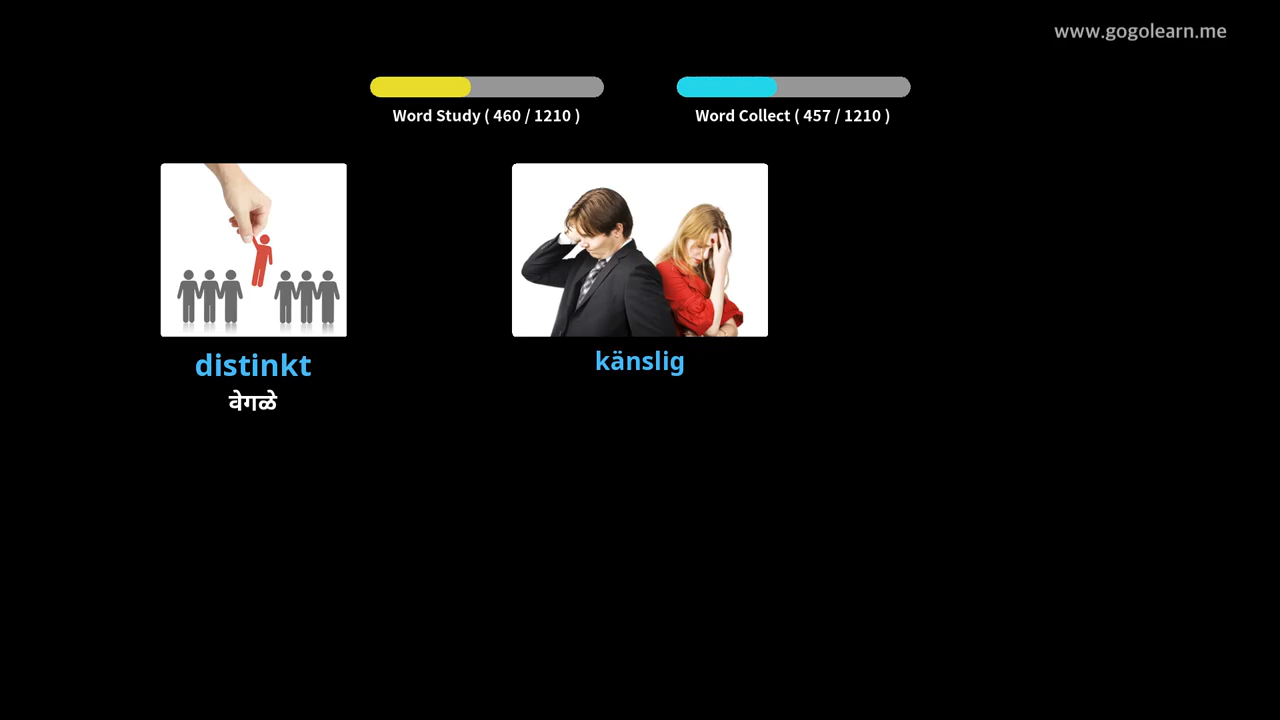 www.gogolearn.me
Word Study ( 460 / 1210 )
Word Collect ( 457 / 1210 )
distinkt
वेगळे
känslig